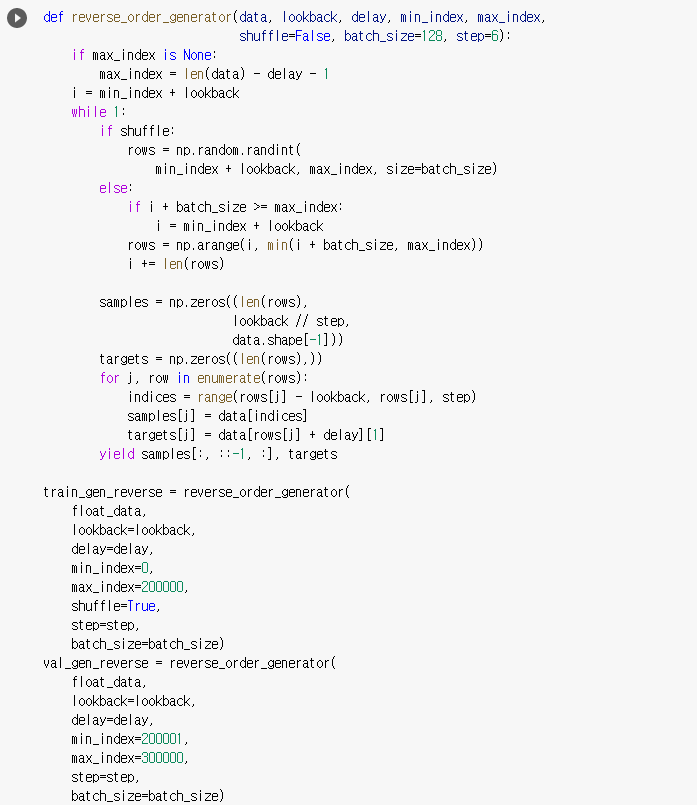 def reverse_order_generator(data, lookback, delay, min_index, max_index,
                            shuffle=False, batch_size=128, step=6):
    if max_index is None:
        max_index = len(data) - delay - 1
    i = min_index + lookback
    while 1:
        if shuffle:
            rows = np.random.randint(
                min_index + lookback, max_index, size=batch_size)
        else:
            if i + batch_size >= max_index:
                i = min_index + lookback
            rows = np.arange(i, min(i + batch_size, max_index))
            i += len(rows)

        samples = np.zeros((len(rows),
                           lookback // step,
                           data.shape[-1]))
        targets = np.zeros((len(rows),))
        for j, row in enumerate(rows):
            indices = range(rows[j] - lookback, rows[j], step)
            samples[j] = data[indices]
            targets[j] = data[rows[j] + delay][1]
        yield samples[:, ::-1, :], targets

train_gen_reverse = reverse_order_generator(
    float_data,
    lookback=lookback,
    delay=delay,
    min_index=0,
    max_index=200000,
    shuffle=True,
    step=step,
    batch_size=batch_size)
val_gen_reverse = reverse_order_generator(
    float_data,
    lookback=lookback,
    delay=delay,
    min_index=200001,
    max_index=300000,
    step=step,
    batch_size=batch_size)